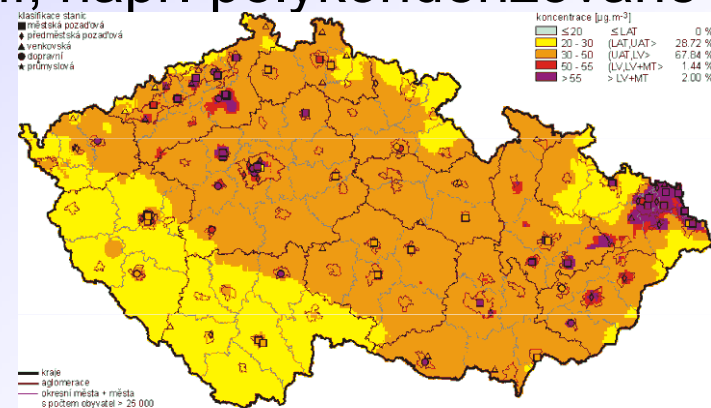 např. polykondenzované
klasifikace stanic
městská pozaďová
předměstská pozaďová
venkovská
dopravní
průmyslová
koncentrace [µg.m-3]
≤ 20 ≤ LAT 0 %
20 - 30 (LAT,UAT> 28.72 %
30 - 50 (UAT,LV> 67.84 %
50 - 55 (LV,LV+MT> 1.44 %
> 55 > LV+MT 2.00 %
kraje
aglomerace
okresní města + města
s počtem obyvatel > 25 000